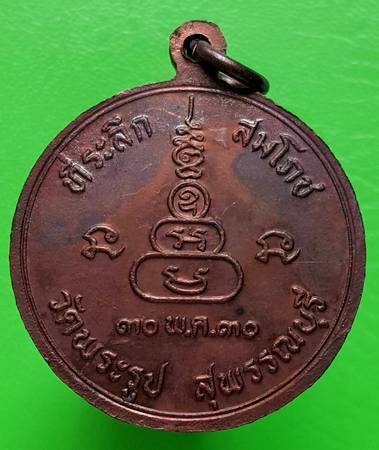 ที่ระลึก สมโภช
๓๐ พ.ค.๓๐
วัดพระรูป สุพรรณบุรี